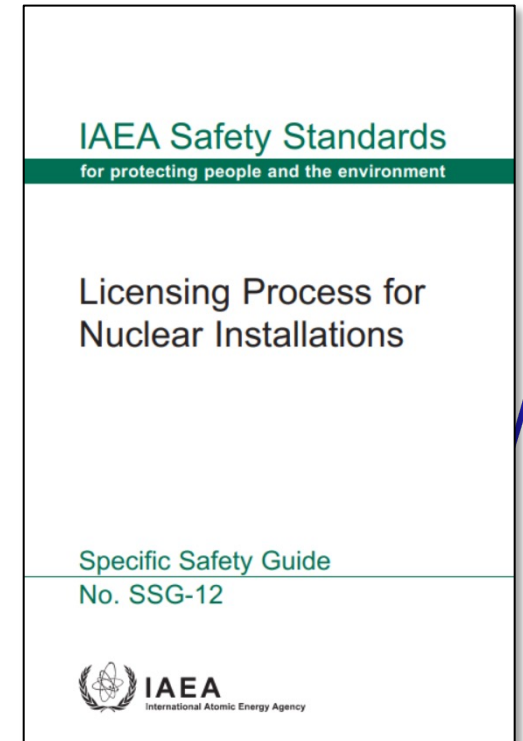 IAEA Safety Standards
for protecting people and the environment
Licensing Process for
Nuclear Installations
Specific Safety Guide
No. SSG-12
IAEA
International Atomic Energy Agency